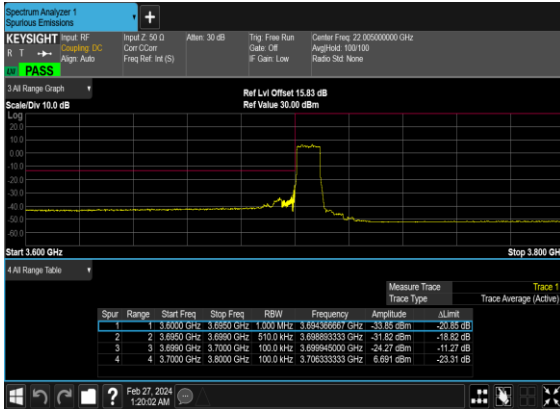 Spectrum Analyzer 1
Spurious Emissions
KEYSIGHT Input: RF Input Z: 50 Ω Atten: 30 dB Trig: Free Run Center Freq: 22.005000000 GHz
R T Coupling: DC Corr CCorr Gate: Off Avg|Hold: 100/100
Align: Auto Freq Ref: Int (S) IF Gain: Low Radio Std: None
PASS
3 All Range Graph
Ref Lvl Offset 15.83 dB
Scale/Div 10.0 dB Ref Value 30.00 dBm
Log
20.0
10.0
0.00
-10.0
-20.0
-30.0
-40.0
-50.0
-60.0
Start 3.600 GHz Stop 3.800 GH
4 All Range Table
Measure Trace Trace 1
Trace Type Trace Average (Active)
Spur Range Start Freq Stop Freq RBW Frequency Amplitude ΔLimit
1 1 3.6000 GHz 3.6950 GHz 1.000 MHz 3.694366667 GHz -33.85 dBm -20.85 dB
2 2 3.6950 GHz 3.6990 GHz 510.0 kHz 3.698893333 GHz -31.82 dBm -18.82 dB
3 3 3.6990 GHz 3.7000 GHz 100.0 kHz 3.699945000 GHz -24.27 dBm -11.27 dB
4 4 3.7000 GHz 3.8000 GHz 100.0 kHz 3.706333333 GHz 6.691 dBm -23.31 dB
Feb 27, 2024
1:20:02 AM